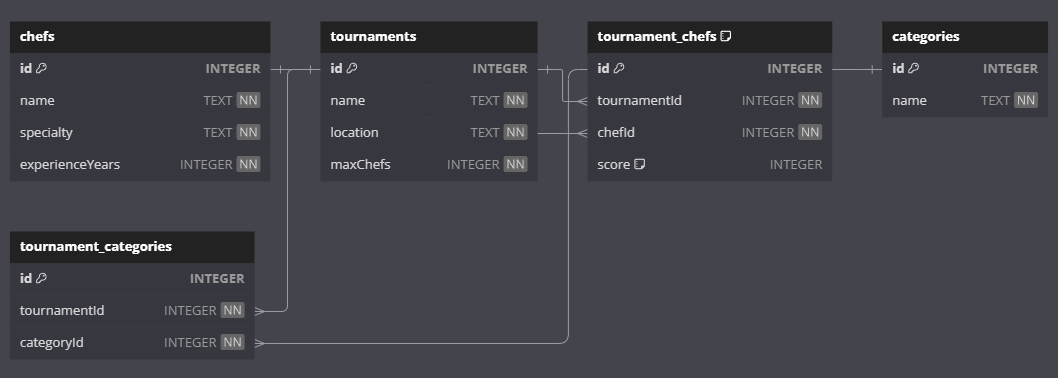 chefs
id INTEGER
name TEXT NN
specialty TEXT NN
experienceYears INTEGER NN
tournaments
id INTEGER
name TEXT NN
location TEXT NN
maxChefs INTEGER NN
tournament_chefs
id INTEGER
tournamentId INTEGER NN
chefId INTEGER NN
score INTEGER
categories
id INTEGER
name TEXT NN
tournament_categories
id INTEGER
tournamentId INTEGER NN
categoryId INTEGER NN